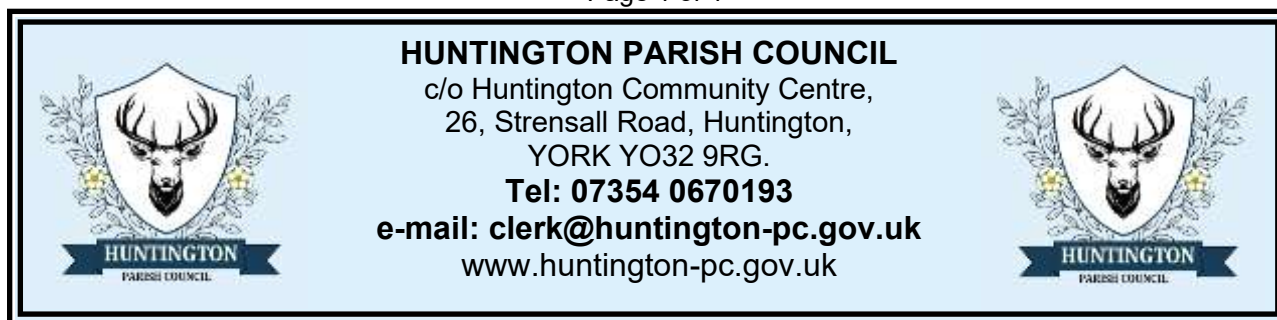 HUNTINGTON PARISH COUNCIL
c/o Huntington Community Centre,
26, Strensall Road, Huntington,
YORK YO32 9RG.
Tel: 07354 0670193
e-mail: clerk@huntington-pc.gov.uk
www.huntington-pc.gov.uk
HUNTINGTON
PARISH COUNCIL
HUNTINGTON
PARISH COUNCIL